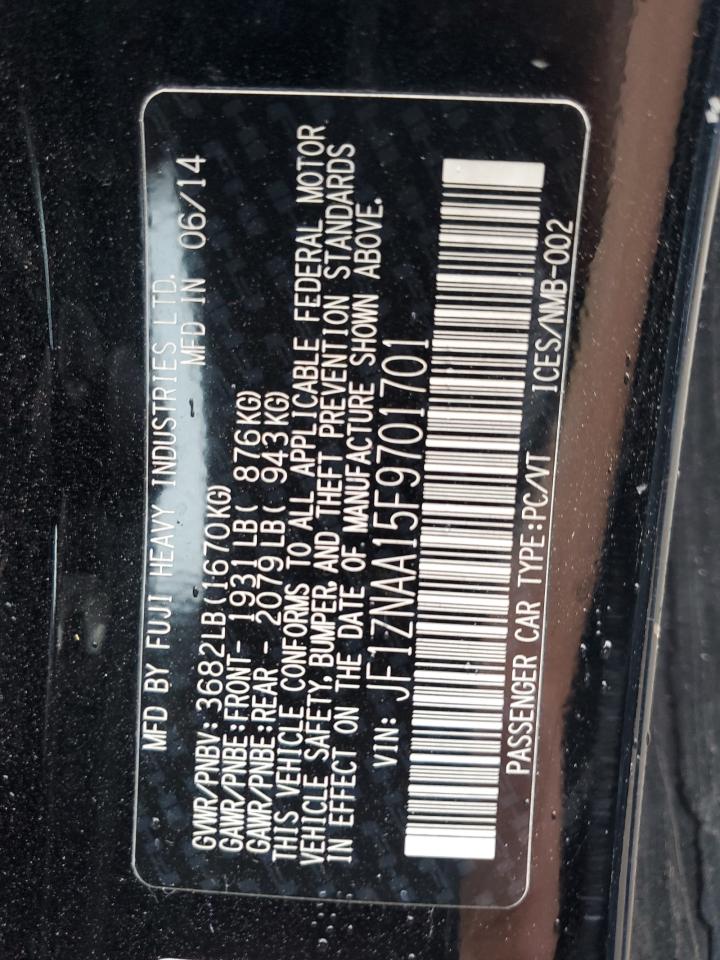 MFD BY FUJI HEAVY INDUSTRIES LTD.
MFD IN 06/14
GVWR/PNBV: 3682LB(1670KG)
GAWR/PNBE:FRONT- 1931LB( 876KG)
GAWR/PNBE:REAR - 2079LB( 943KG)
THIS VEHICLE CONFORMS TO ALL APPLICABLE FEDERAL MOTOR
VEHICLE SAFETY, BUMPER, AND THEFT PREVENTION STANDARDS
IN EFFECT ON THE DATE OF MANUFACTURE SHOWN ABOVE.
VIN: JF1ZNAA15F9701701
PASSENGER CAR TYPE:PC/VT ICES/NMB-002